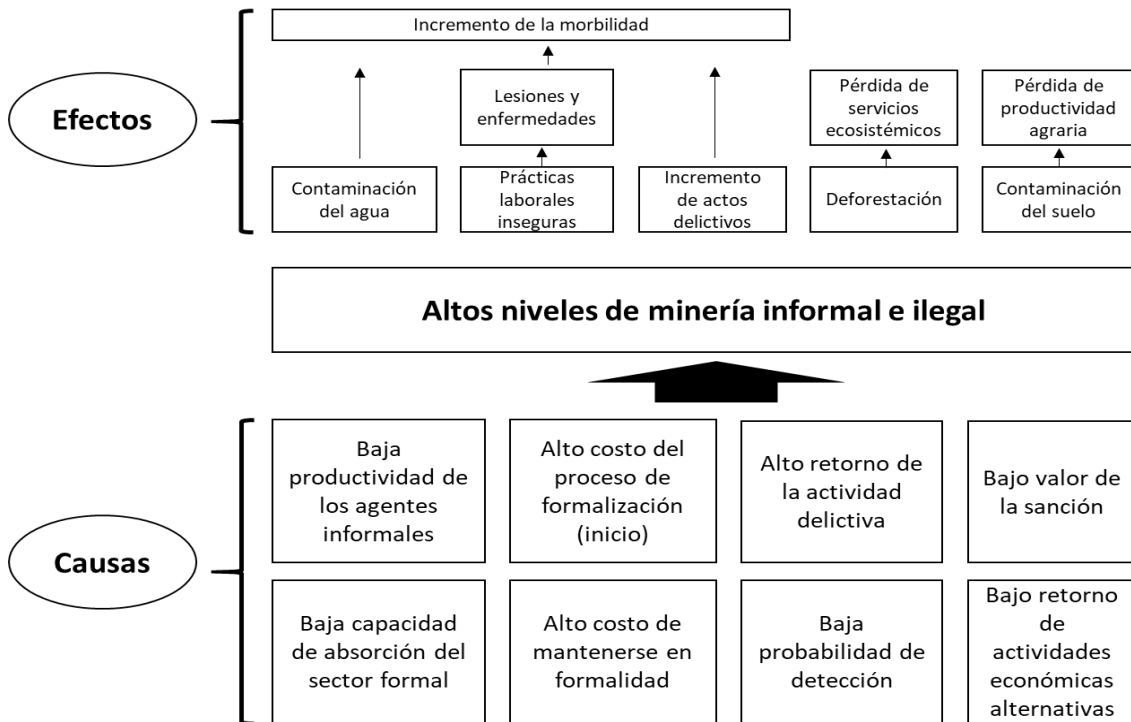 Incremento de la morbilidad
Efectos
Lesiones y
enfermedades
Pérdida de
servicios
ecosistémicos
Pérdida de
productividad
agraria
Contaminación
del agua
Prácticas
laborales
inseguras
Incremento
de actos
delictivos
Deforestación
Contaminación
del suelo
Altos niveles de minería informal e ilegal
Causas
Baja
productividad de
los agentes
informales
Alto costo del
proceso de
formalización
(inicio)
Alto retorno de
la actividad
delictiva
Bajo valor de
la sanción
Baja capacidad
de absorción del
sector formal
Alto costo de
mantenerse en
formalidad
Baja
probabilidad de
detección
Bajo retorno
de
actividades
económicas
alternativas